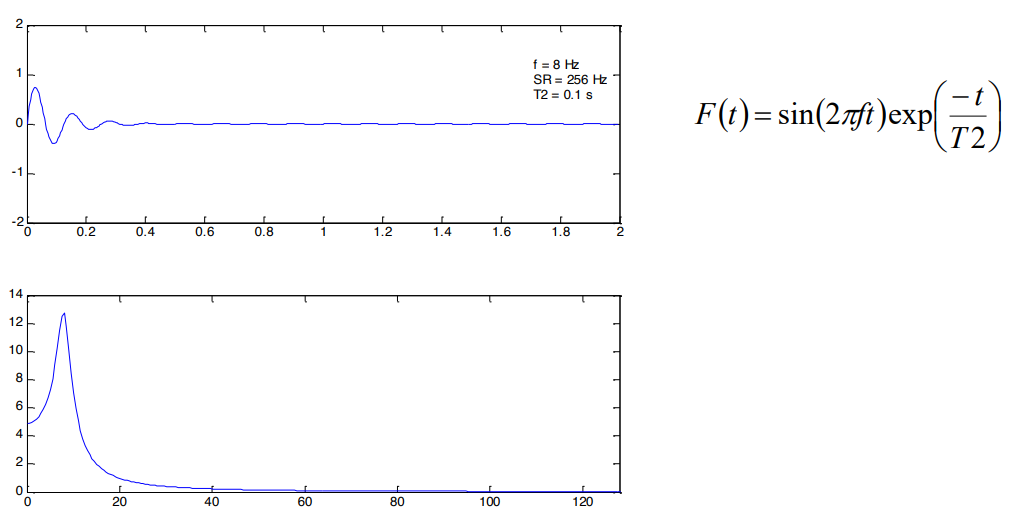 2
1
0
-1
-2
f = 8 Hz
SR = 256 Hz
T2 = 0.1 s
0 0.2 0.4 0.6 0.8 1 1.2 1.4 1.6 1.8 2
F(t) = sin(2πft)exp(-t/T2)
14
12
10
8
6
4
2
0
0 20 40 60 80 100 120